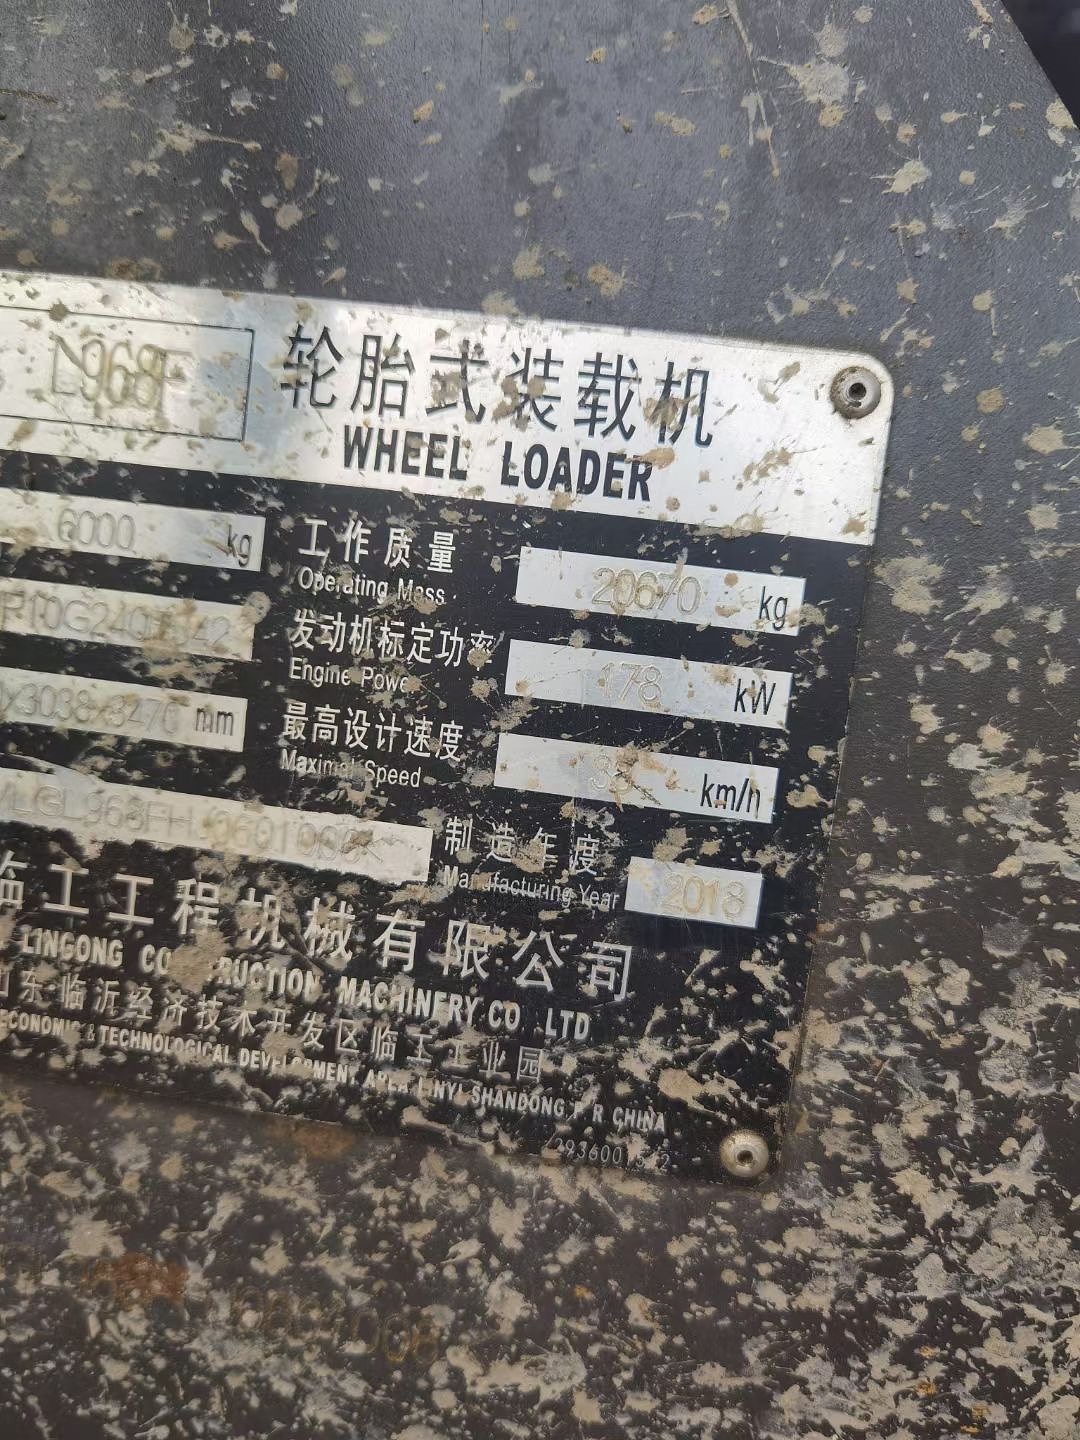 L968F
轮胎式装载机
WHEEL LOADER
6000 kg
工作质量
Operating Mass
20670 kg
发动机标定功率
Engine Power
178 kW
x3038x3470 mm
最高设计速度
Maximal Speed
km/h
制造年度
Manufacturing Year
2018
临工工程机械有限公司
LINGONG CONSTRUCTION MACHINERY CO LTD
山东临沂经济技术开发区临工工业园
ECONOMIC & TECHNOLOGICAL DEVELOPMENT AREA LINYI SHANDONG P R CHINA